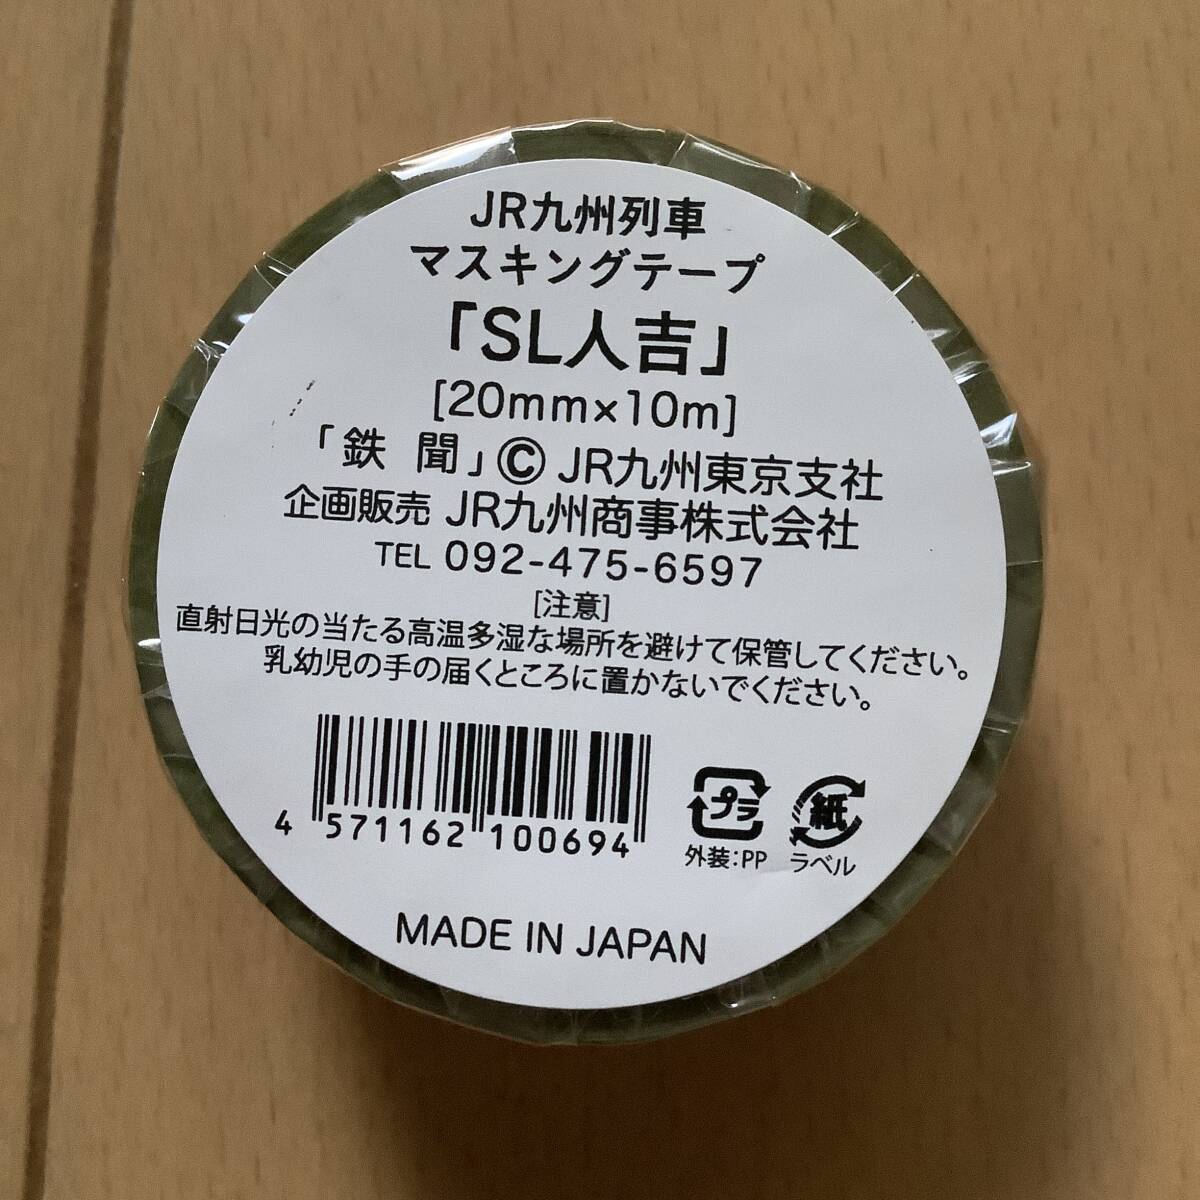 JR九州列車
マスキングテープ
「SL人吉」
[20mm×10m]
「鉄 聞」© JR九州東京支社
企画販売 JR九州商事株式会社
TEL 092-475-6597
[注意]
直射日光の当たる高温多湿な場所を避けて保管してください。
乳幼児の手の届くところに置かないでください。
4 571162 100694
プラ 紙
外装:PP ラベル
MADE IN JAPAN